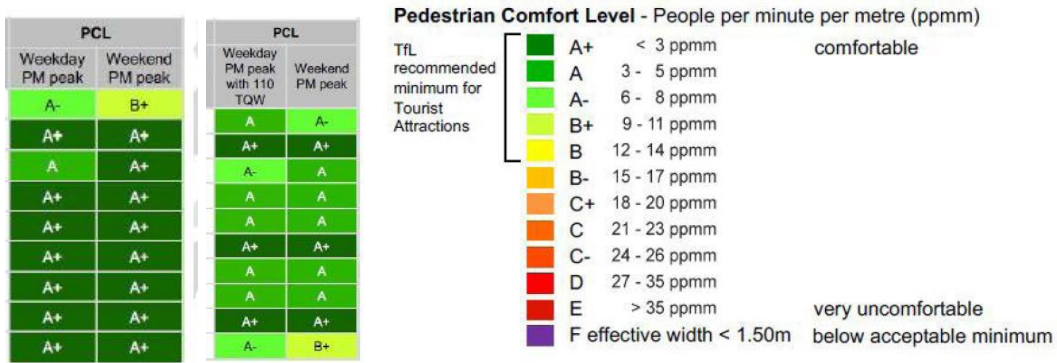 PCL
Weekday Weekend
PM peak PM peak
A- B+
A+ A+
A A+
A+ A+
A+ A+
A+ A+
A+ A+
A+ A+
PCL
Weekday
PM peak
with 110
TQW
Weekend
PM peak
A A-
A+ A+
A- A
A A
A A
A+ A+
A A
A A
A+ A+
A- B+
Pedestrian Comfort Level - People per minute per metre (ppmm)
TfL
recommended
minimum for
Tourist
Attractions
A+ < 3 ppmm comfortable
A 3 - 5 ppmm
A- 6 - 8 ppmm
B+ 9 - 11 ppmm
B 12 - 14 ppmm
B- 15 - 17 ppmm
C+ 18 - 20 ppmm
C 21 - 23 ppmm
C- 24 - 26 ppmm
D 27 - 35 ppmm
E > 35 ppmm very uncomfortable
F effective width < 1.50m below acceptable minimum